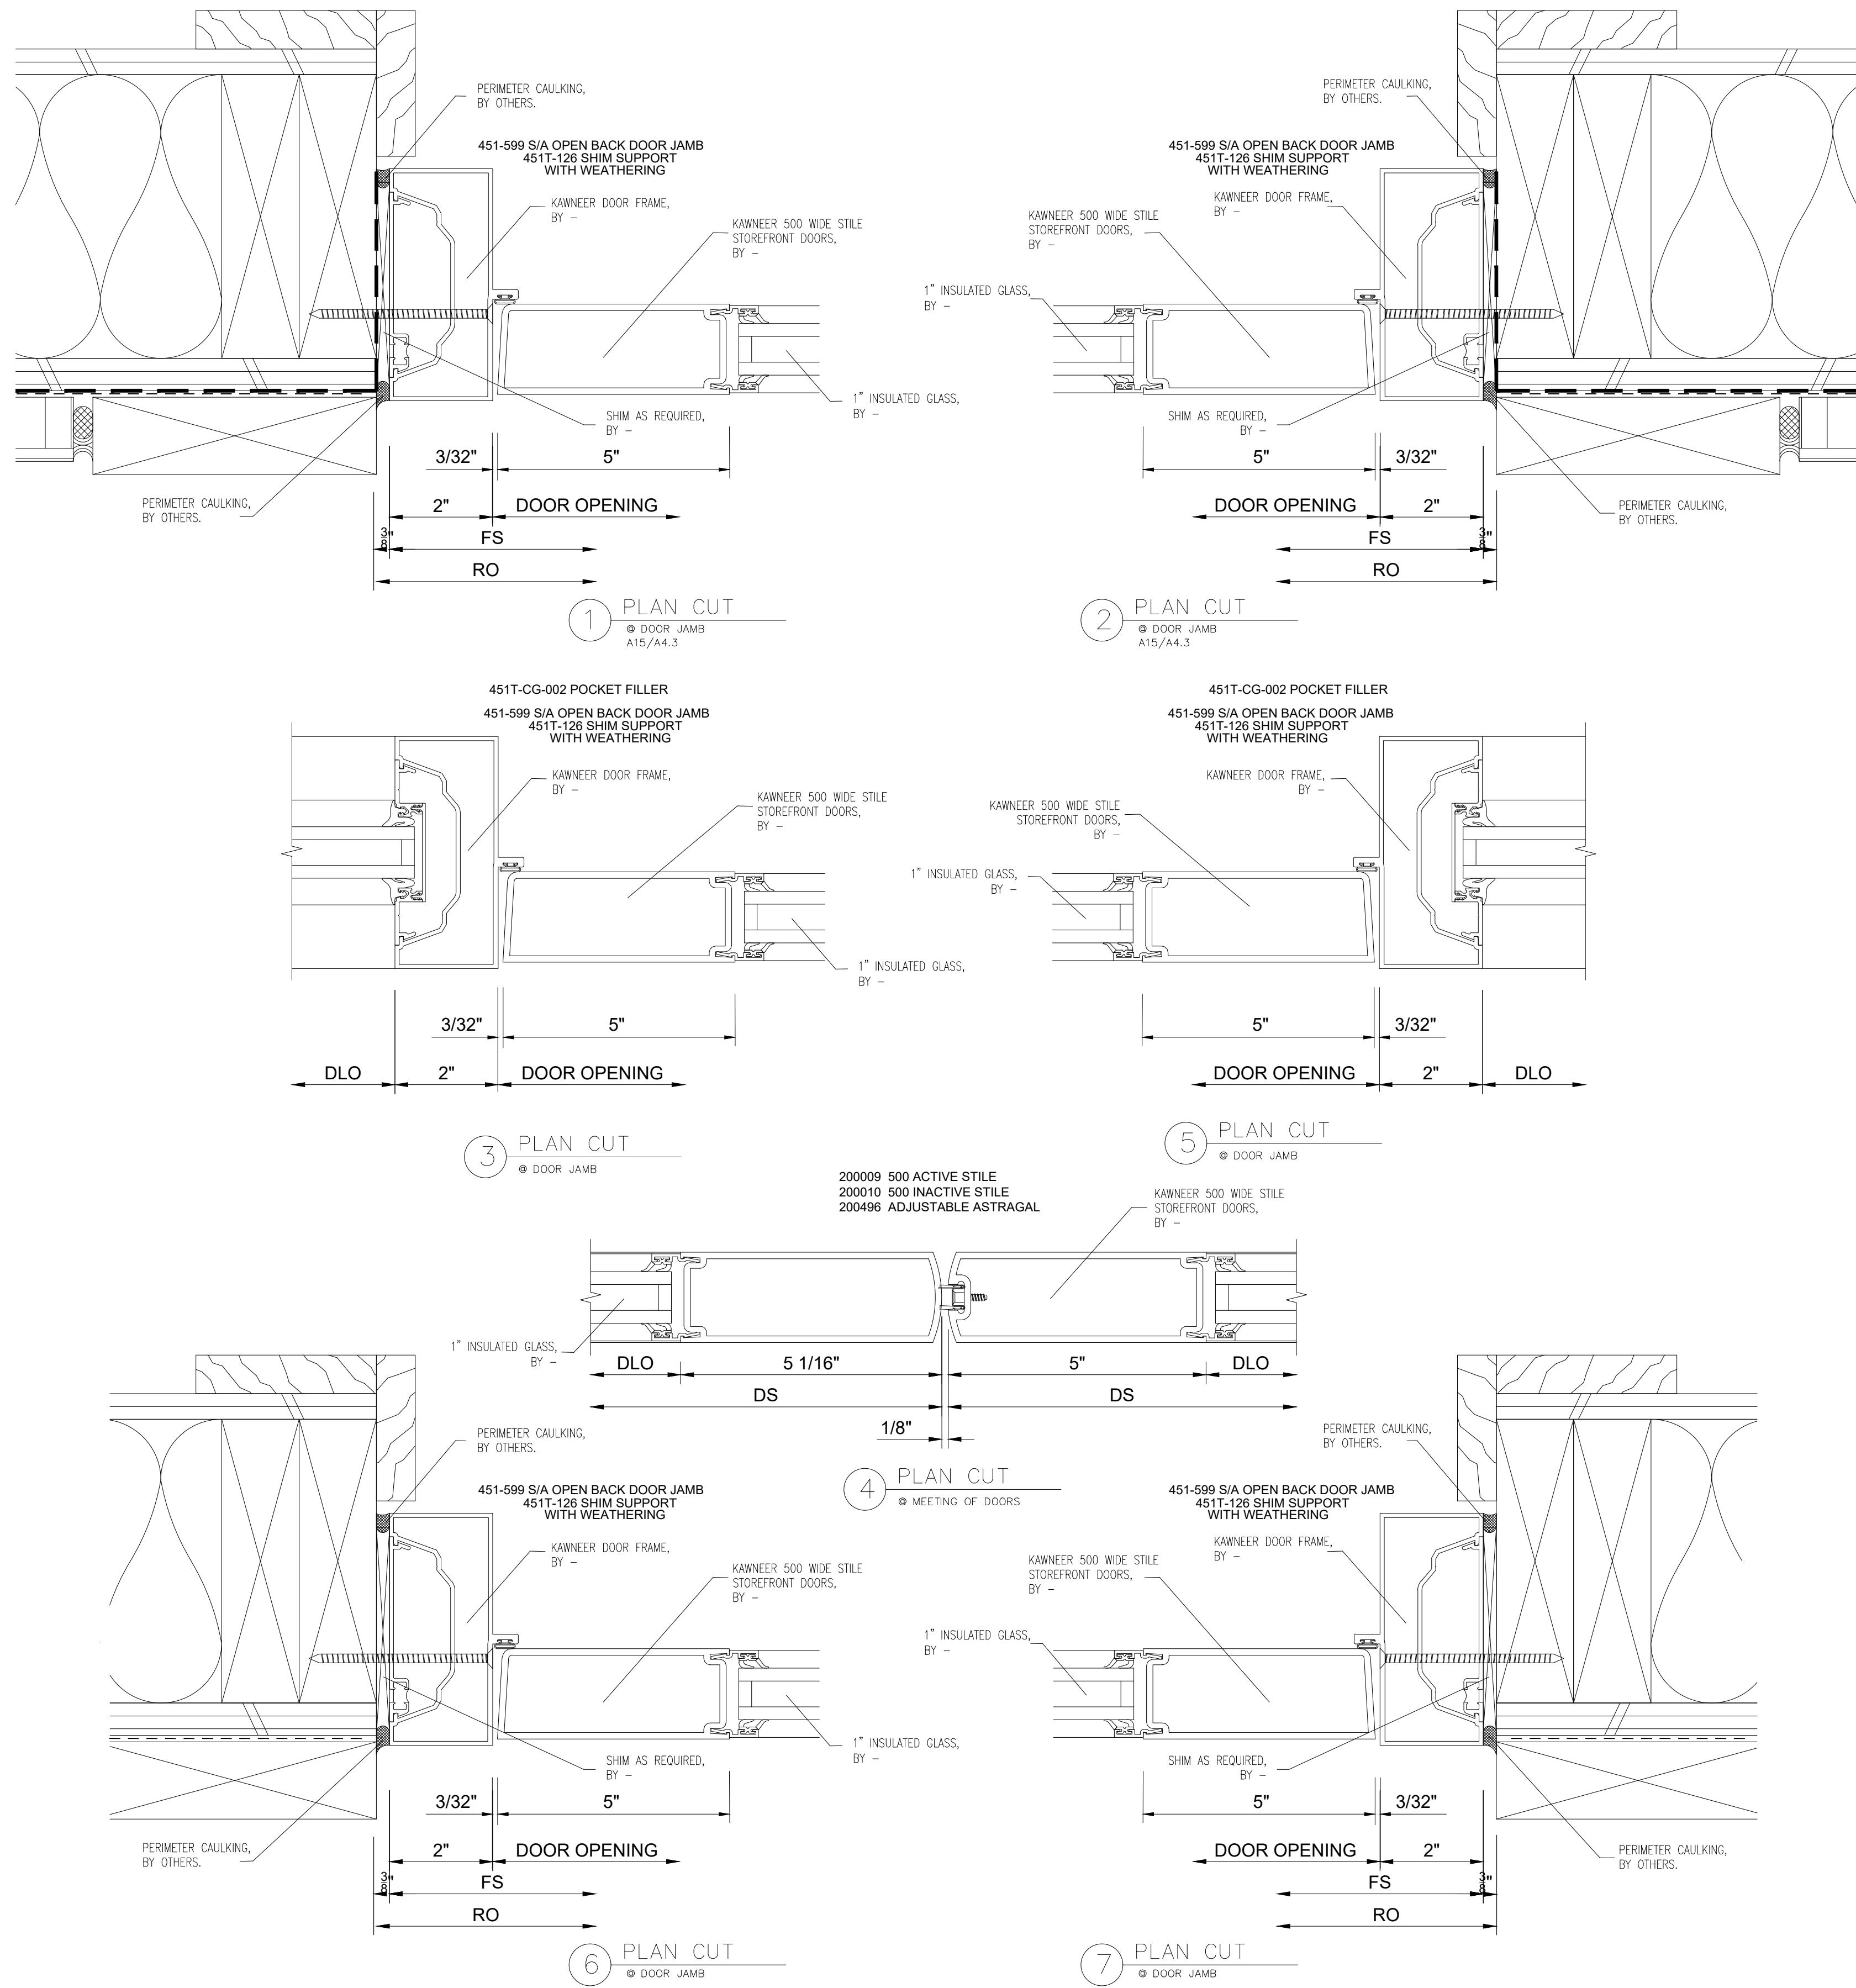 PERIMETER CAULKING,
BY OTHERS.
451-599 S/A OPEN BACK DOOR JAMB
451T-126 SHIM SUPPORT
WITH WEATHERING
KAWNEER DOOR FRAME,
BY –
KAWNEER 500 WIDE STILE
STOREFRONT DOORS,
BY –
1" INSULATED GLASS,
BY –
SHIM AS REQUIRED,
BY –
PERIMETER CAULKING,
BY OTHERS.
3/32"
5"
2"
DOOR OPENING
3/8"
FS
RO
1
PLAN CUT
@ DOOR JAMB
A15/A4.3
PERIMETER CAULKING,
BY OTHERS.
451-599 S/A OPEN BACK DOOR JAMB
451T-126 SHIM SUPPORT
WITH WEATHERING
KAWNEER DOOR FRAME,
BY –
KAWNEER 500 WIDE STILE
STOREFRONT DOORS,
BY –
1" INSULATED GLASS,
BY –
SHIM AS REQUIRED,
BY –
PERIMETER CAULKING,
BY OTHERS.
5"
3/32"
DOOR OPENING
2"
FS
3/8"
RO
2
PLAN CUT
@ DOOR JAMB
A15/A4.3
451T-CG-002 POCKET FILLER
451-599 S/A OPEN BACK DOOR JAMB
451T-126 SHIM SUPPORT
WITH WEATHERING
KAWNEER DOOR FRAME,
BY –
KAWNEER 500 WIDE STILE
STOREFRONT DOORS,
BY –
1" INSULATED GLASS,
BY –
3/32"
5"
DLO
2"
DOOR OPENING
3
PLAN CUT
@ DOOR JAMB
451T-CG-002 POCKET FILLER
451-599 S/A OPEN BACK DOOR JAMB
451T-126 SHIM SUPPORT
WITH WEATHERING
KAWNEER DOOR FRAME,
BY –
KAWNEER 500 WIDE STILE
STOREFRONT DOORS,
BY –
1" INSULATED GLASS,
BY –
5"
3/32"
DOOR OPENING
2"
DLO
5
PLAN CUT
@ DOOR JAMB
200009 500 ACTIVE STILE
200010 500 INACTIVE STILE
200496 ADJUSTABLE ASTRAGAL
KAWNEER 500 WIDE STILE
STOREFRONT DOORS,
BY –
1" INSULATED GLASS,
BY –
DLO
5 1/16"
5"
DLO
DS
DS
1/8"
4
PLAN CUT
@ MEETING OF DOORS
PERIMETER CAULKING,
BY OTHERS.
451-599 S/A OPEN BACK DOOR JAMB
451T-126 SHIM SUPPORT
WITH WEATHERING
KAWNEER DOOR FRAME,
BY –
KAWNEER 500 WIDE STILE
STOREFRONT DOORS,
BY –
1" INSULATED GLASS,
BY –
SHIM AS REQUIRED,
BY –
PERIMETER CAULKING,
BY OTHERS.
3/32"
5"
2"
DOOR OPENING
3/8"
FS
RO
6
PLAN CUT
@ DOOR JAMB
PERIMETER CAULKING,
BY OTHERS.
451-599 S/A OPEN BACK DOOR JAMB
451T-126 SHIM SUPPORT
WITH WEATHERING
KAWNEER DOOR FRAME,
BY –
KAWNEER 500 WIDE STILE
STOREFRONT DOORS,
BY –
1" INSULATED GLASS,
BY –
SHIM AS REQUIRED,
BY –
PERIMETER CAULKING,
BY OTHERS.
5"
3/32"
DOOR OPENING
2"
FS
3/8"
RO
7
PLAN CUT
@ DOOR JAMB